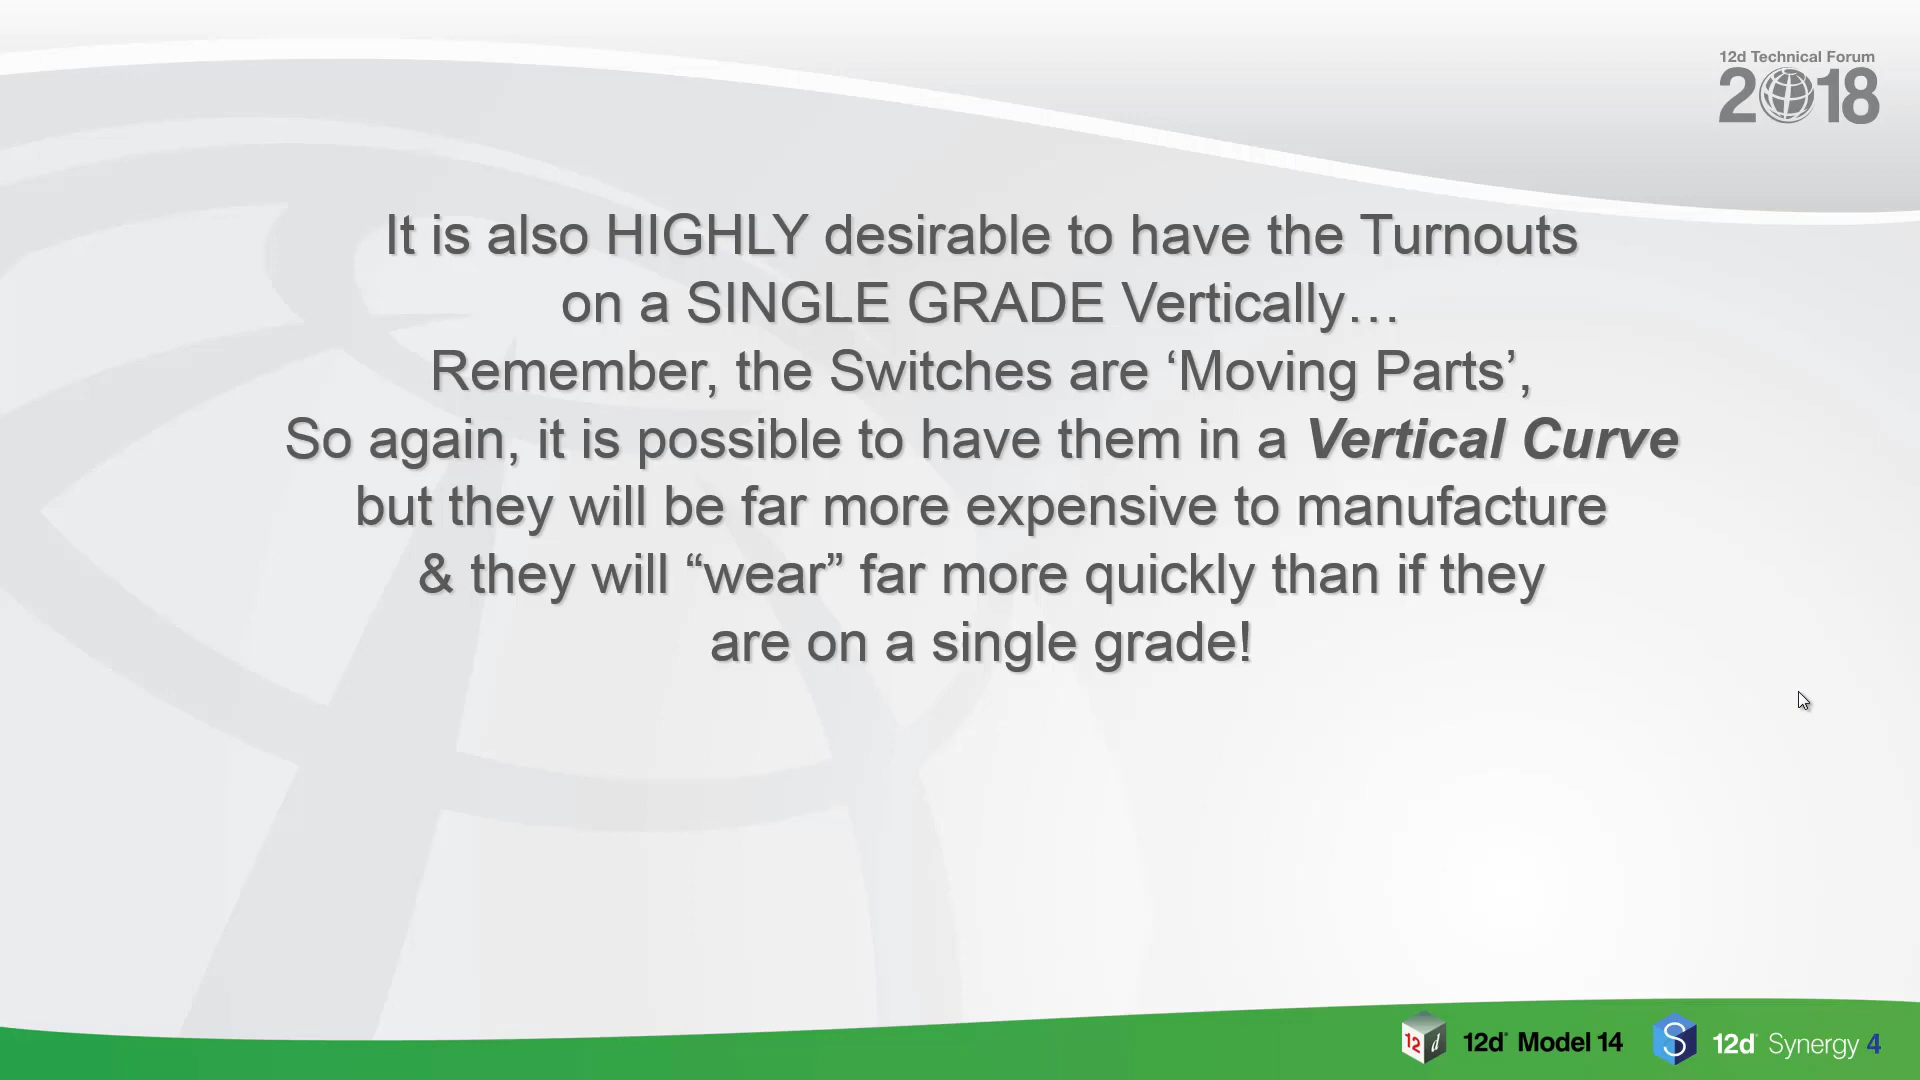 12d Technical Forum
2018
It is also HIGHLY desirable to have the Turnouts
on a SINGLE GRADE Vertically…
Remember, the Switches are ‘Moving Parts’,
So again, it is possible to have them in a Vertical Curve
but they will be far more expensive to manufacture
& they will “wear” far more quickly than if they
are on a single grade!
12d 12d Model 14 S 12d Synergy 4